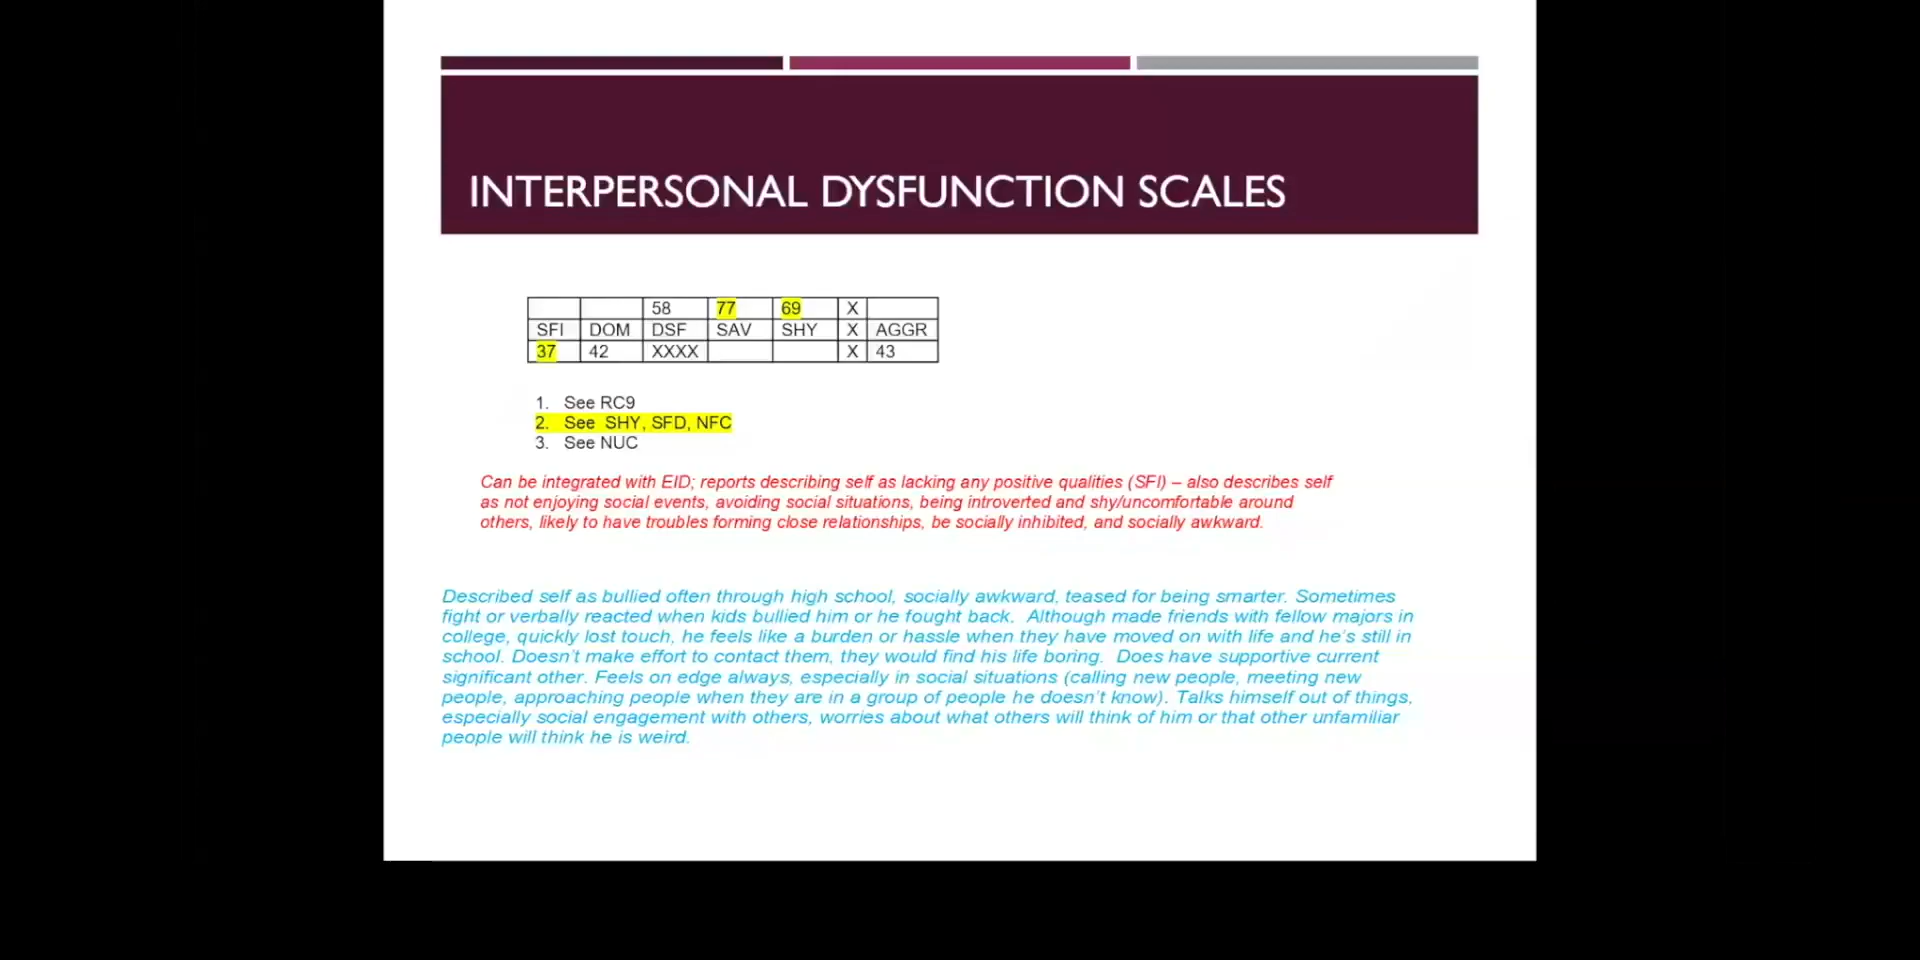 INTERPERSONAL DYSFUNCTION SCALES
58 77 69 X
SFI DOM DSF SAV SHY X AGGR
37 42 XXXX X 43
1. See RC9
2. See SHY, SFD, NFC
3. See NUC
Can be integrated with EID; reports describing self as lacking any positive qualities (SFI) – also describes self
as not enjoying social events, avoiding social situations, being introverted and shy/uncomfortable around
others, likely to have troubles forming close relationships, be socially inhibited, and socially awkward.
Described self as bullied often through high school, socially awkward, teased for being smarter. Sometimes
fight or verbally reacted when kids bullied him or he fought back. Although made friends with fellow majors in
college, quickly lost touch, he feels like a burden or hassle when they have moved on with life and he's still in
school. Doesn't make effort to contact them, they would find his life boring. Does have supportive current
significant other. Feels on edge always, especially in social situations (calling new people, meeting new
people, approaching people when they are in a group of people he doesn't know). Talks himself out of things,
especially social engagement with others, worries about what others will think of him or that other unfamiliar
people will think he is weird.